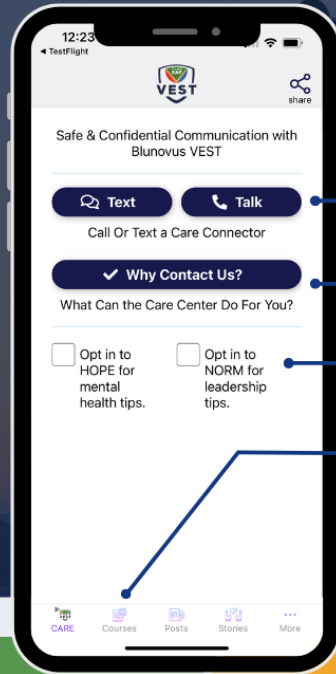 12:23
◀ TestFlight
SAF
VEST
share
Safe & Confidential Communication with
Blunovus VEST
Text
Talk
Call Or Text a Care Connector
Why Contact Us?
What Can the Care Center Do For You?
Opt in to
HOPE for
mental
health tips.
Opt in to
NORM for
leadership
tips.
CARE
Courses
Posts
Stories
More